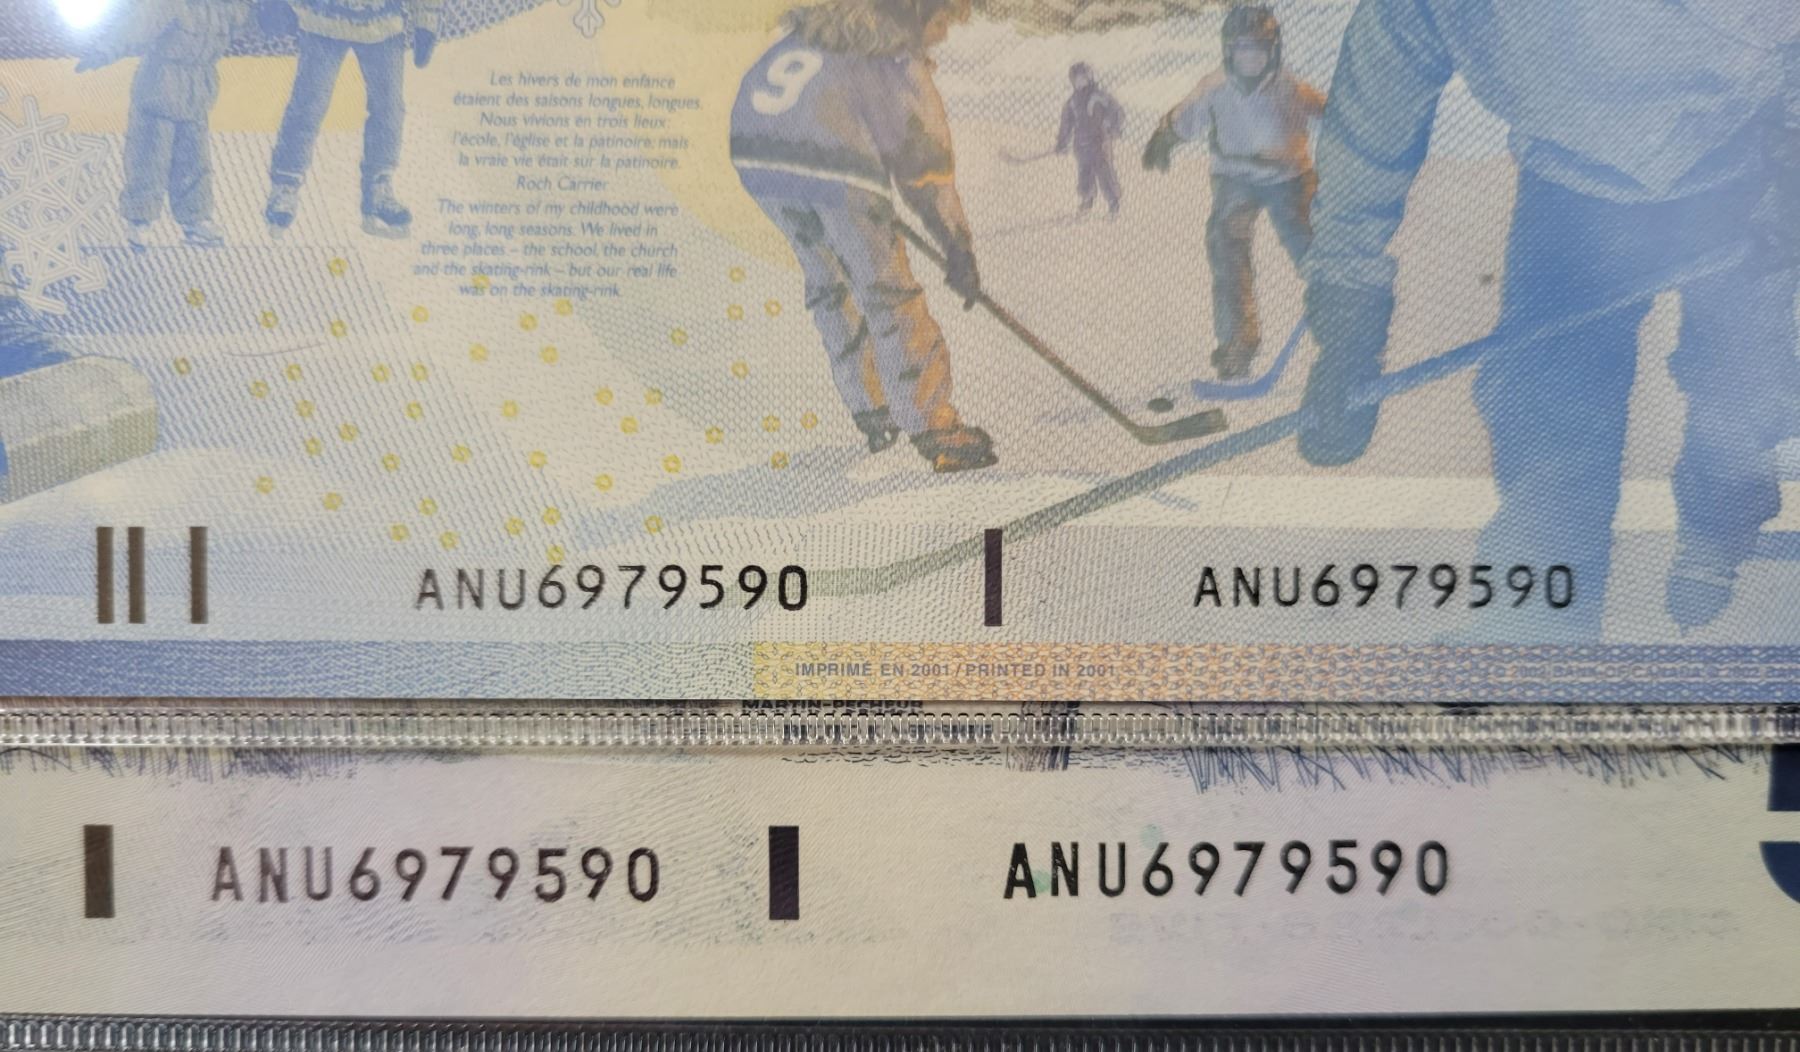 9
Les hivers de mon enfance
étaient des saisons longues, longues.
Nous vivions en trois lieux:
l'école, l'église et la patinoire; mais
la vraie vie était sur la patinoire.
Roch Carrier
The winters of my childhood were
long, long seasons. We lived in
three places – the school, the church
and the skating-rink – but our real life
was on the skating-rink.
ANU6979590 ANU6979590
IMPRIMÉ EN 2001 / PRINTED IN 2001
MARTIN-PÊCHEUR
ANU6979590 ANU6979590